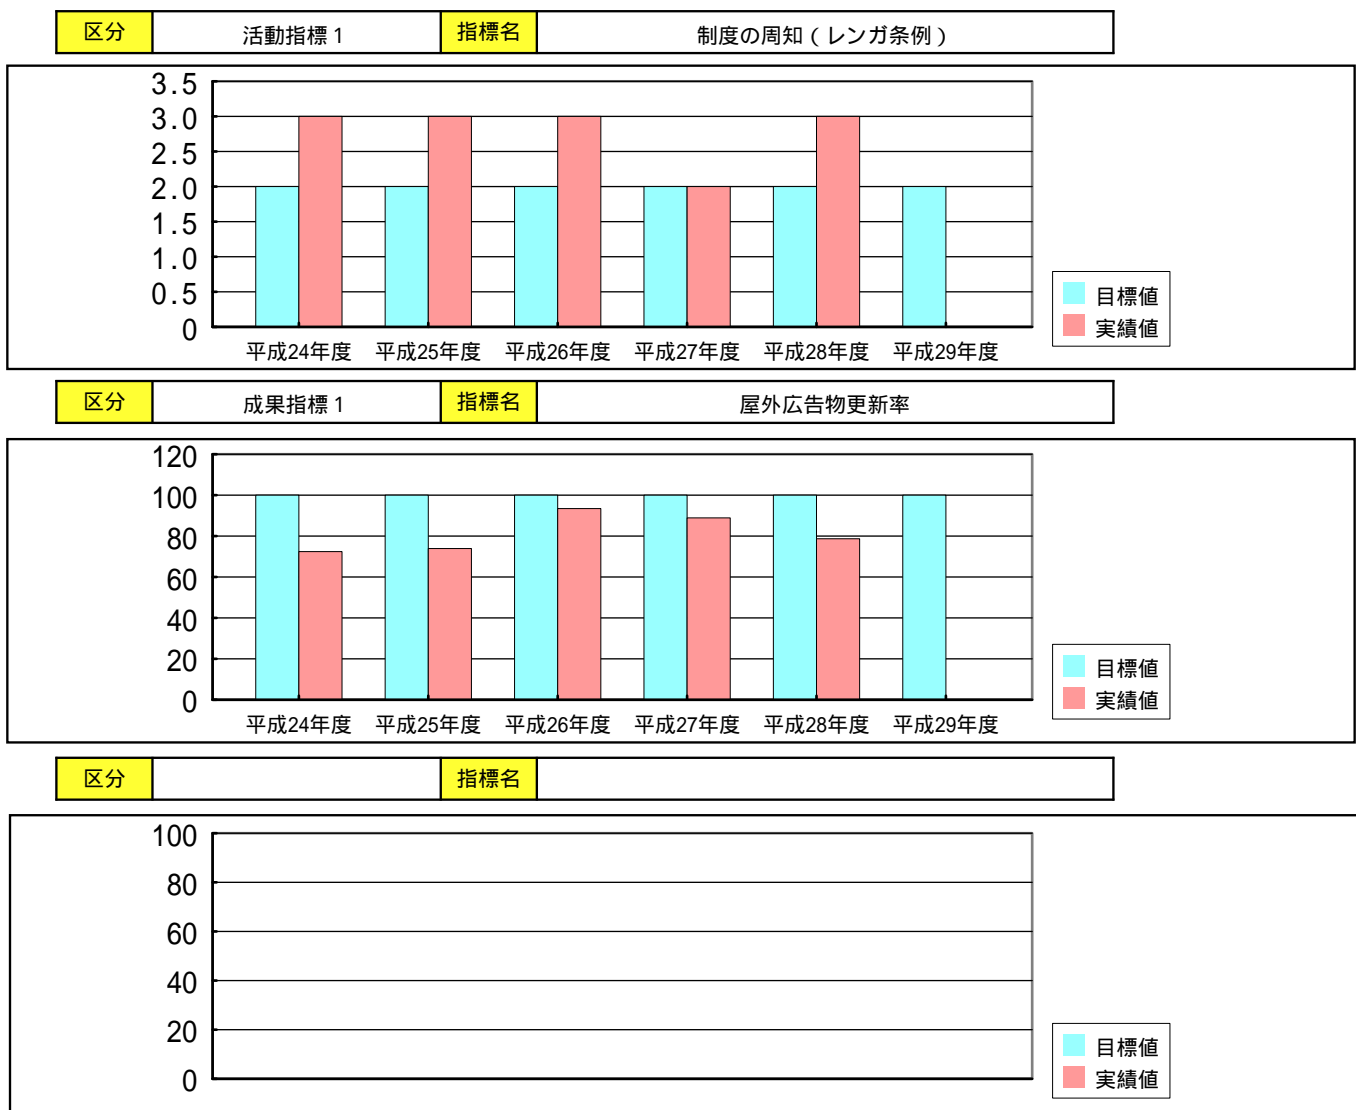 区分 活動指標1 指標名 制度の周知(レンガ条例)
3.5
3.0
2.5
2.0
1.5
1.0
0.5
0
平成24年度 平成25年度 平成26年度 平成27年度 平成28年度 平成29年度
目標値
実績値
区分 成果指標1 指標名 屋外広告物更新率
120
100
80
60
40
20
0
平成24年度 平成25年度 平成26年度 平成27年度 平成28年度 平成29年度
目標値
実績値
区分 指標名
100
80
60
40
20
0
目標値
実績値